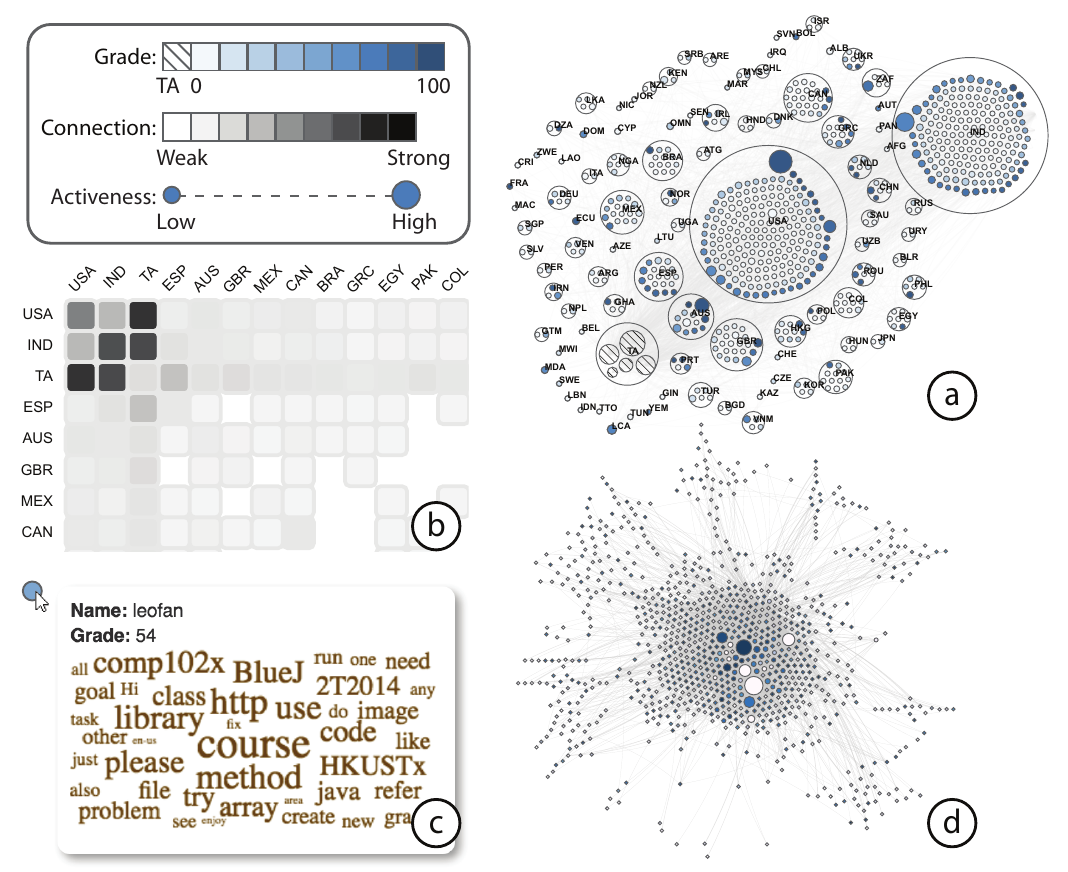 Grade:
TA 0 100
Connection:
Weak Strong
Activeness:
Low High
USA IND TA ESP AUS GBR MEX CAN BRA GRC EGY PAK COL
USA
IND
TA
ESP
AUS
GBR
MEX
CAN
b
Name: leofan
Grade: 54
all comp102x BlueJ run one need
goal Hi class http use 2T2014 any
task library fix do image
other en-us course code like
just please method HKUSTx
also file try array area java refer
problem see enjoy create new gra
c
ISR
SVN BOL
IRQ ALB UKR
SRB ARE
KEN MYS CHL ZAF
NZL MAR CAN
LKA NIC JOR AUT IND
SEN IRL
DZA DOM CYP OMN HND DNK GRC PAN
AFG
ZWE LAO NGA BRA ATG NLD
CRI ITA
FRA DEU NOR CHN
MAC MEX RUS
ECU UGA USA SAU
SGP URY
SLV VEN AZE LTU UZB
BLR
PER ARG ESP ROU
IRN PHL
NPL GHA AUS POL COL EGY
GTM BEL HKG
MWI TA GBR HUN JPN
MDA PRT CHE
SWE CZE KOR PAK
LBN GIN TUR KAZ
IDN TTO TUN YEM BGD
LCA VNM
a
d